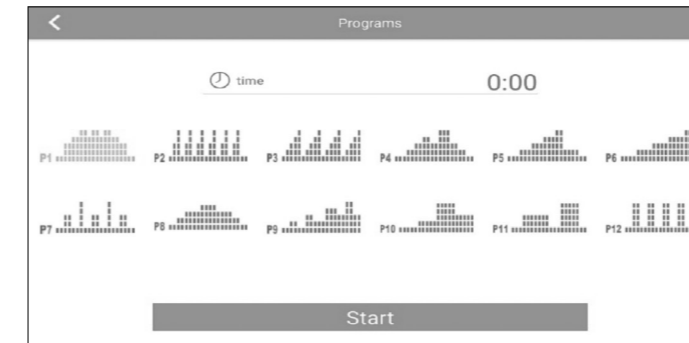 Programs
time 0:00
P1 P2 P3 P4 P5 P6
P7 P8 P9 P10 P11 P12
Start